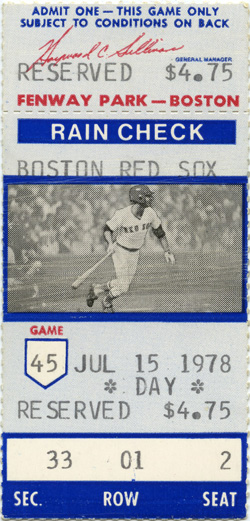 ADMIT ONE — THIS GAME ONLY
SUBJECT TO CONDITIONS ON BACK
Haywood C. Sullivan
GENERAL MANAGER
RESERVED $4.75
FENWAY PARK — BOSTON
RAIN CHECK
BOSTON RED SOX
RED SOX
GAME
45 JUL 15 1978
* DAY *
RESERVED $4.75
33 01 2
SEC. ROW SEAT